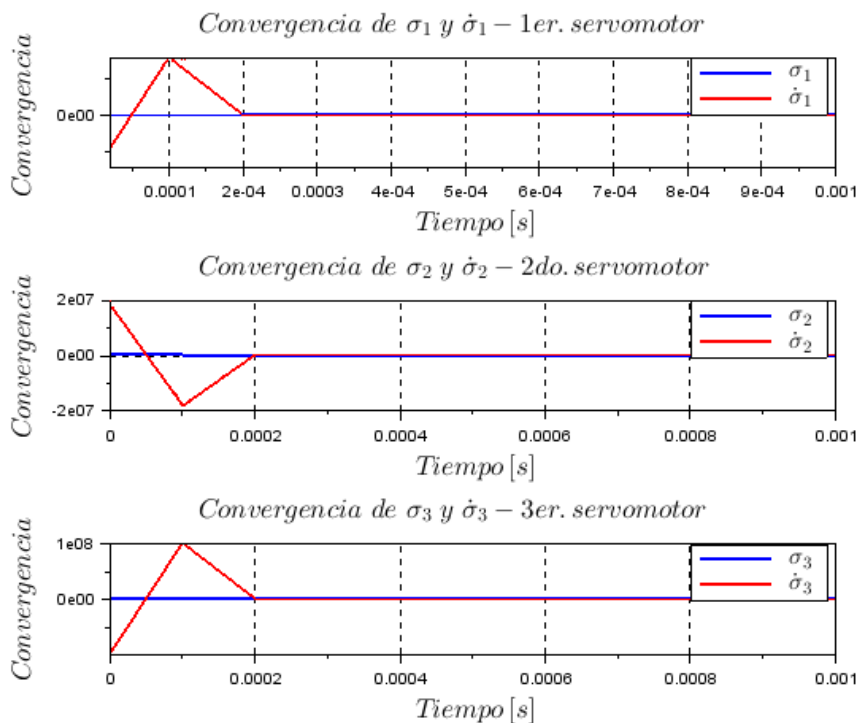 Convergencia de σ₁ y σ̇₁ − 1er. servomotor
Convergencia
0e00
σ₁
σ̇₁
0.0001 2e-04 0.0003 4e-04 5e-04 6e-04 7e-04 8e-04 9e-04 0.001
Tiempo [s]
Convergencia de σ₂ y σ̇₂ − 2do. servomotor
Convergencia
2e07
0e00
-2e07
σ₂
σ̇₂
0 0.0002 0.0004 0.0006 0.0008 0.001
Tiempo [s]
Convergencia de σ₃ y σ̇₃ − 3er. servomotor
Convergencia
1e08
0e00
σ₃
σ̇₃
0 0.0002 0.0004 0.0006 0.0008 0.001
Tiempo [s]